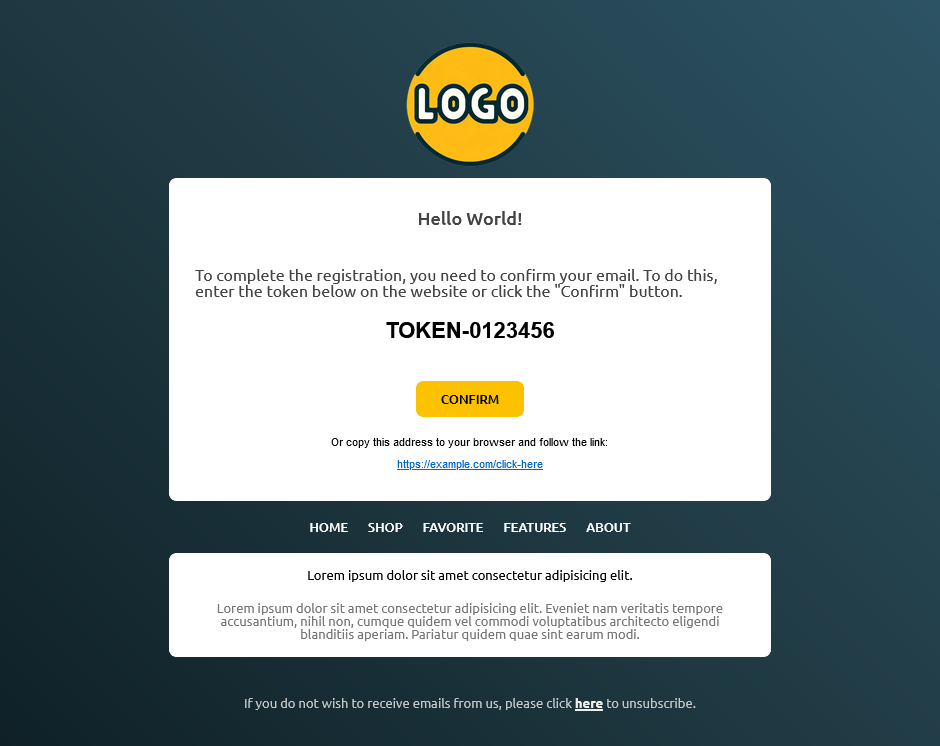 LOGO
Hello World!
To complete the registration, you need to confirm your email. To do this,
enter the token below on the website or click the "Confirm" button.
TOKEN-0123456
CONFIRM
Or copy this address to your browser and follow the link:
https://example.com/click-here
HOME SHOP FAVORITE FEATURES ABOUT
Lorem ipsum dolor sit amet consectetur adipisicing elit.
Lorem ipsum dolor sit amet consectetur adipisicing elit. Eveniet nam veritatis tempore
accusantium, nihil non, cumque quidem vel commodi voluptatibus architecto eligendi
blanditiis aperiam. Pariatur quidem quae sint earum modi.
If you do not wish to receive emails from us, please click here to unsubscribe.